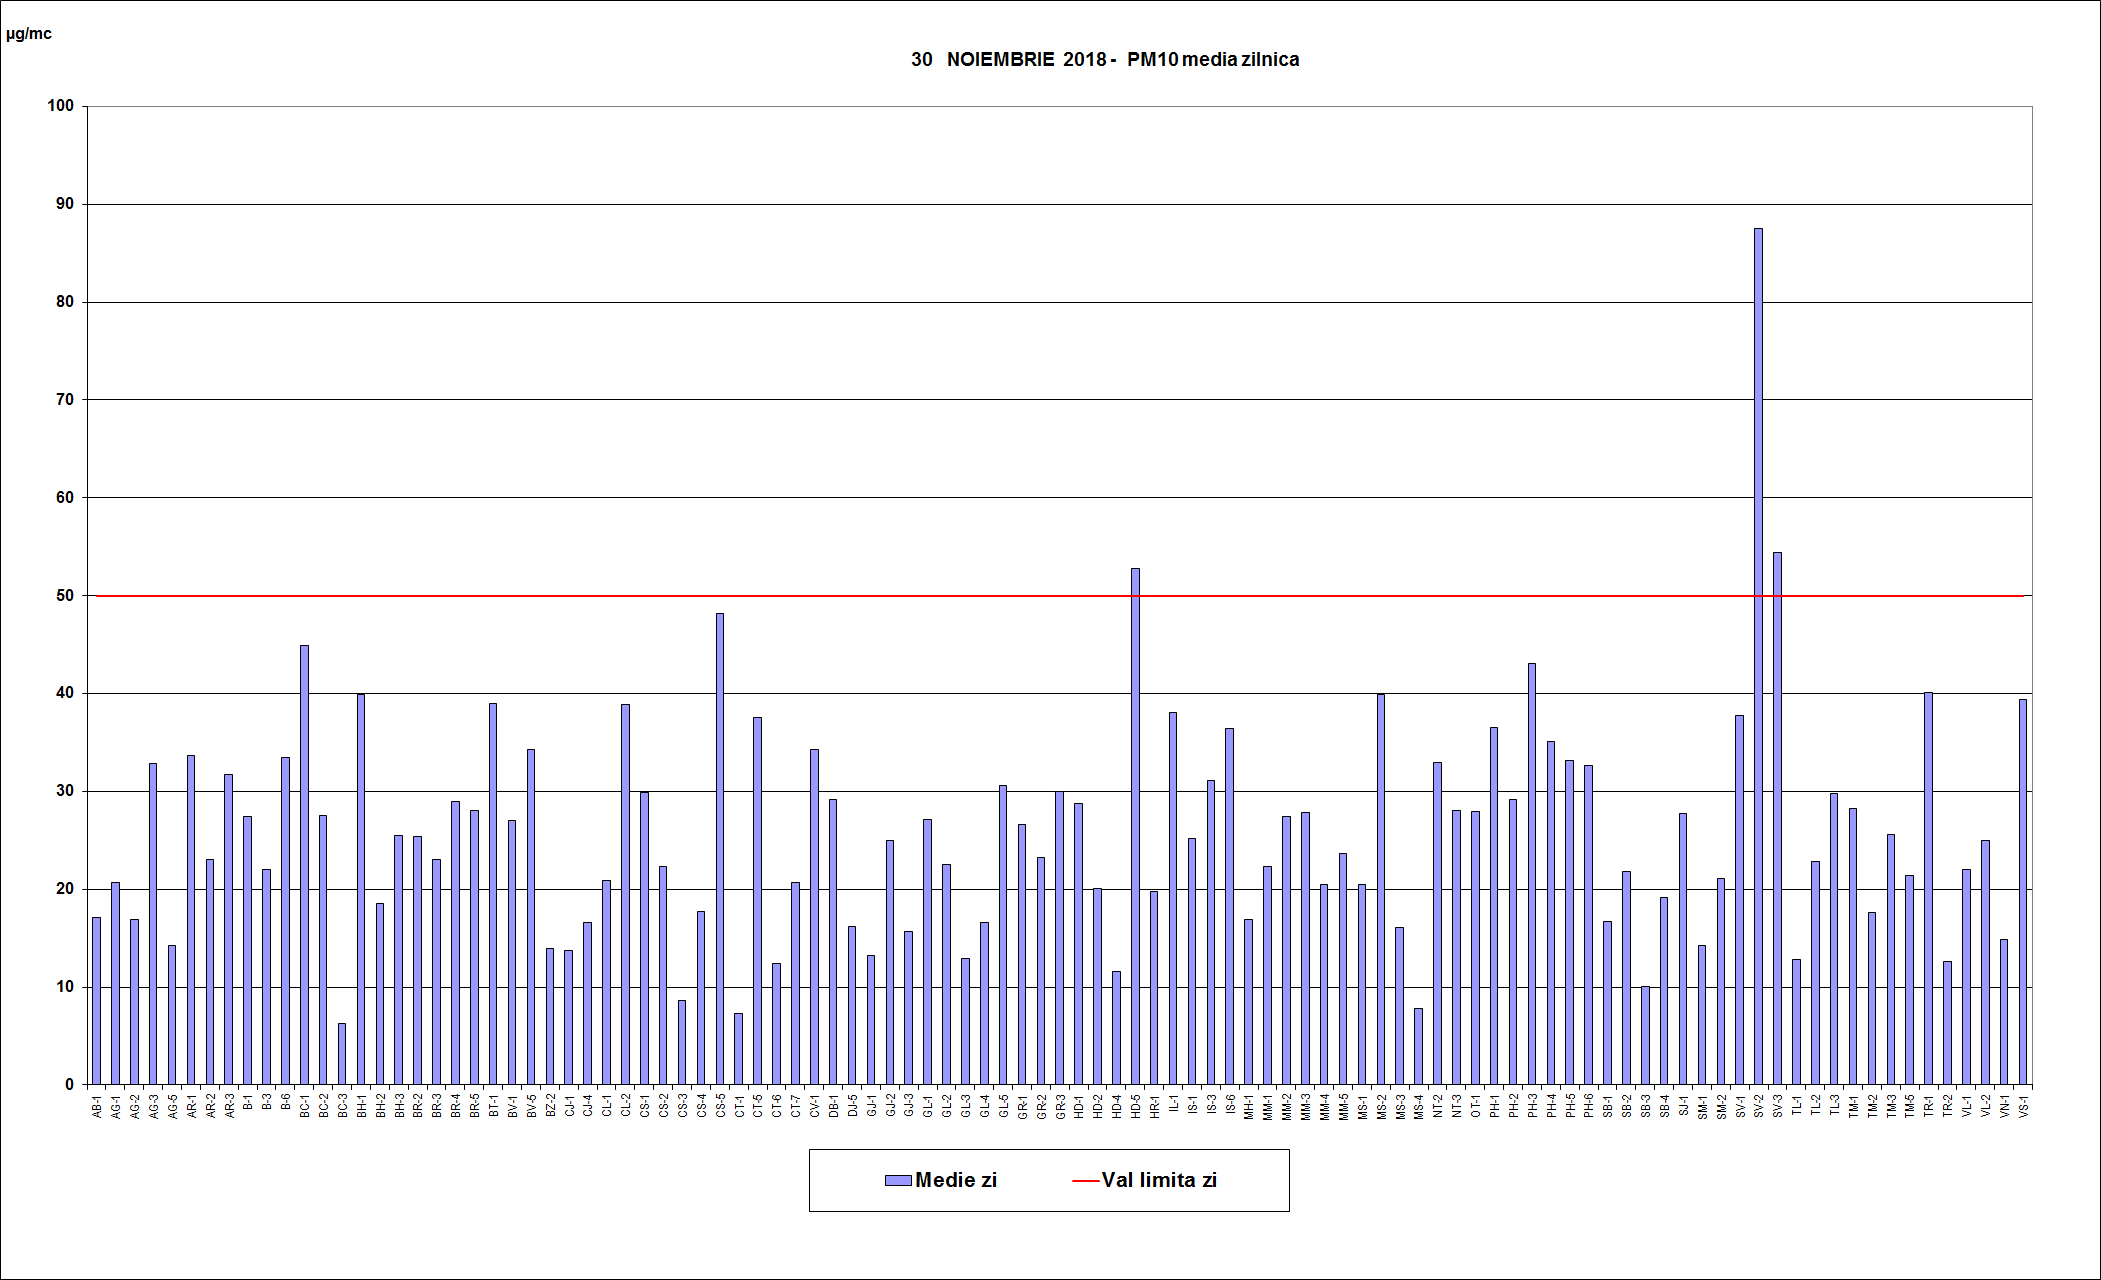 µg/mc
30 NOIEMBRIE 2018 - PM10 media zilnica
100
90
80
70
60
50
40
30
20
10
0
AB-1 AG-1 AG-2 AG-3 AG-5 AR-1 AR-2 AR-3 B-1 B-3 B-6 BC-1 BC-2 BC-3 BH-1 BH-2 BH-3 BR-2 BR-3 BR-4 BR-5 BT-1 BV-1 BV-5 BZ-2 CJ-1 CJ-4 CL-1 CL-2 CS-1 CS-2 CS-3 CS-4 CS-5 CT-1 CT-5 CT-6 CT-7 CV-1 DB-1 DJ-5 GJ-1 GJ-2 GJ-3 GL-1 GL-2 GL-3 GL-4 GL-5 GR-1 GR-2 GR-3 HD-1 HD-2 HD-4 HD-5 HR-1 IL-1 IS-1 IS-3 IS-6 MH-1 MM-1 MM-2 MM-3 MM-4 MM-5 MS-1 MS-2 MS-3 MS-4 NT-2 NT-3 OT-1 PH-1 PH-2 PH-3 PH-4 PH-5 PH-6 SB-1 SB-2 SB-3 SB-4 SJ-1 SM-1 SM-2 SV-1 SV-2 SV-3 TL-1 TL-2 TL-3 TM-1 TM-2 TM-3 TM-5 TR-1 TR-2 VL-1 VL-2 VN-1 VS-1
Medie zi Val limita zi